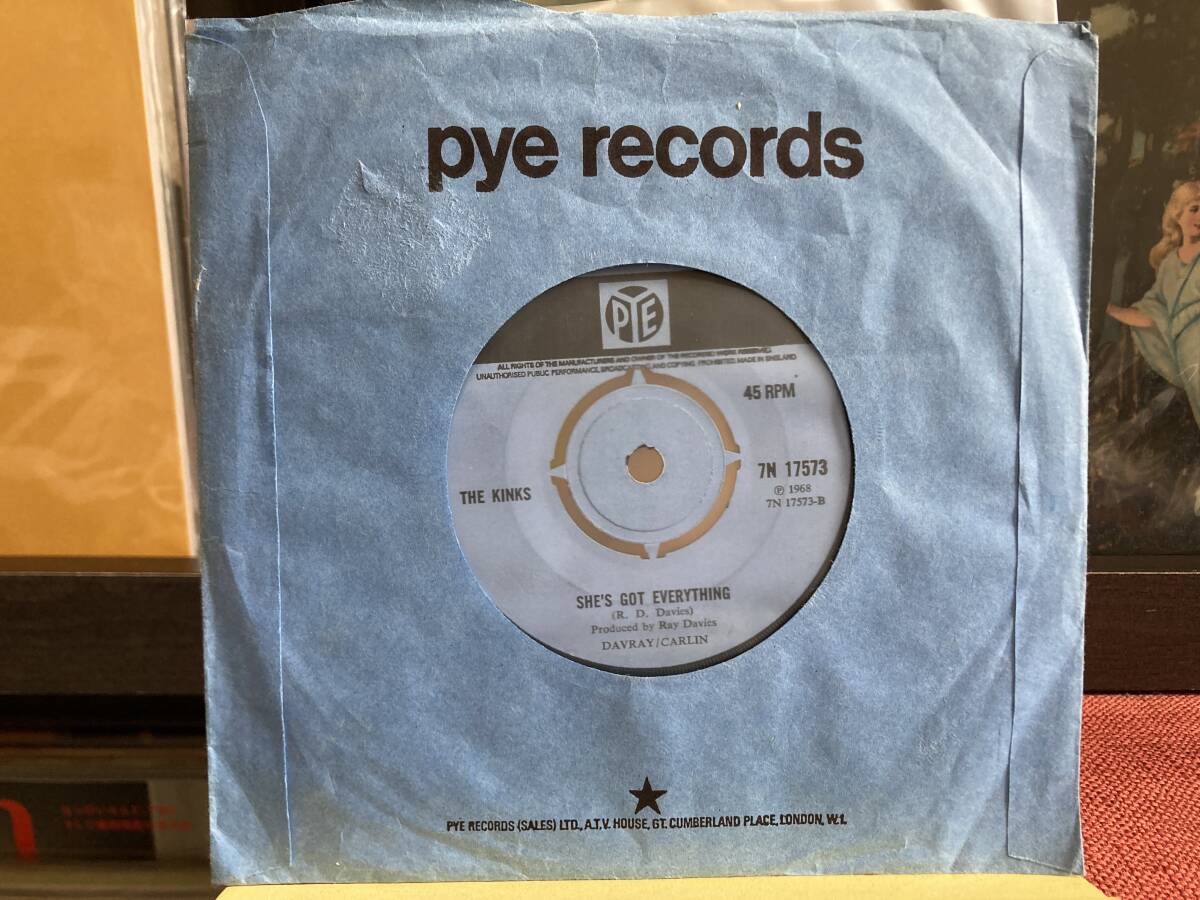 pye records
PYE
ALL RIGHTS OF THE MANUFACTURERS AND OWNER OF THE RECORDED WORK RESERVED
UNAUTHORISED PUBLIC PERFORMANCE, BROADCASTING AND COPYING PROHIBITED. MADE IN ENGLAND
45 RPM
THE KINKS
7N 17573
Ⓟ 1968
7N 17573-B
SHE'S GOT EVERYTHING
(R. D. Davies)
Produced by Ray Davies
DAVRAY/CARLIN
PYE RECORDS (SALES) LTD., A.T.V. HOUSE, GT. CUMBERLAND PLACE, LONDON, W.1.